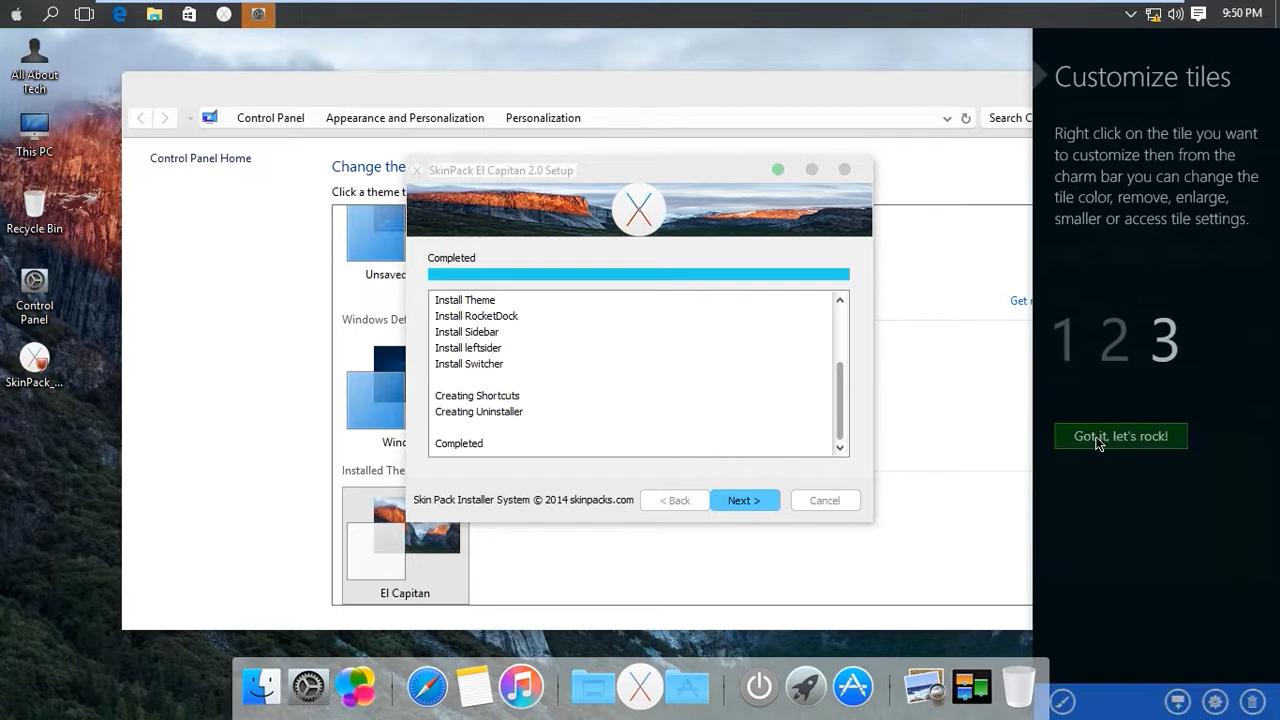 9:50 PM
All About
Tech
This PC
Recycle Bin
Control
Panel
SkinPack_...
Control Panel
Appearance and Personalization
Personalization
Search C
Control Panel Home
Change the
Click a theme t
Unsaved
Windows Def
Wind
Installed The
El Capitan
Get r
X SkinPack El Capitan 2.0 Setup
Completed
Install Theme
Install RocketDock
Install Sidebar
Install leftsider
Install Switcher
Creating Shortcuts
Creating Uninstaller
Completed
Skin Pack Installer System © 2014 skinpacks.com
< Back
Next >
Cancel
Customize tiles
Right click on the tile you want
to customize then from the
charm bar you can change the
tile color, remove, enlarge,
smaller or access tile settings.
1 2 3
Got it, let's rock!